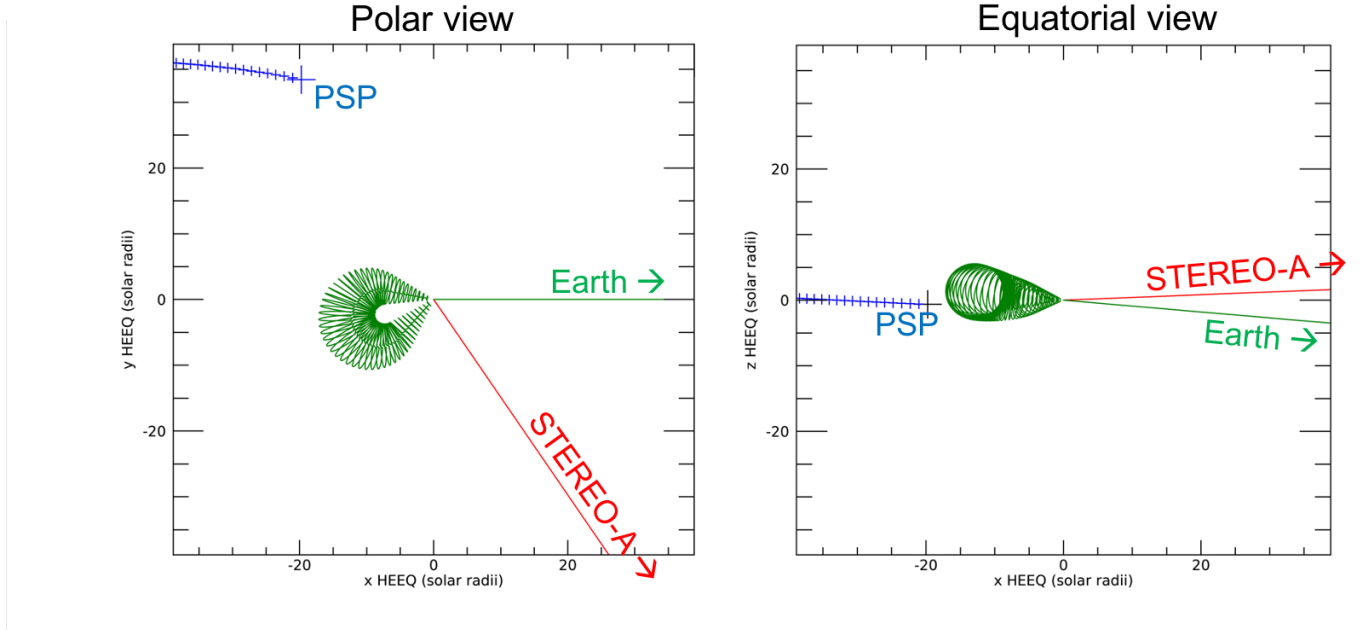 Polar view
PSP
20
0
-20
y HEEQ (solar radii)
Earth →
STEREO-A →
-20
0
20
x HEEQ (solar radii)
Equatorial view
20
0
-20
z HEEQ (solar radii)
PSP
STEREO-A →
Earth →
-20
0
20
x HEEQ (solar radii)